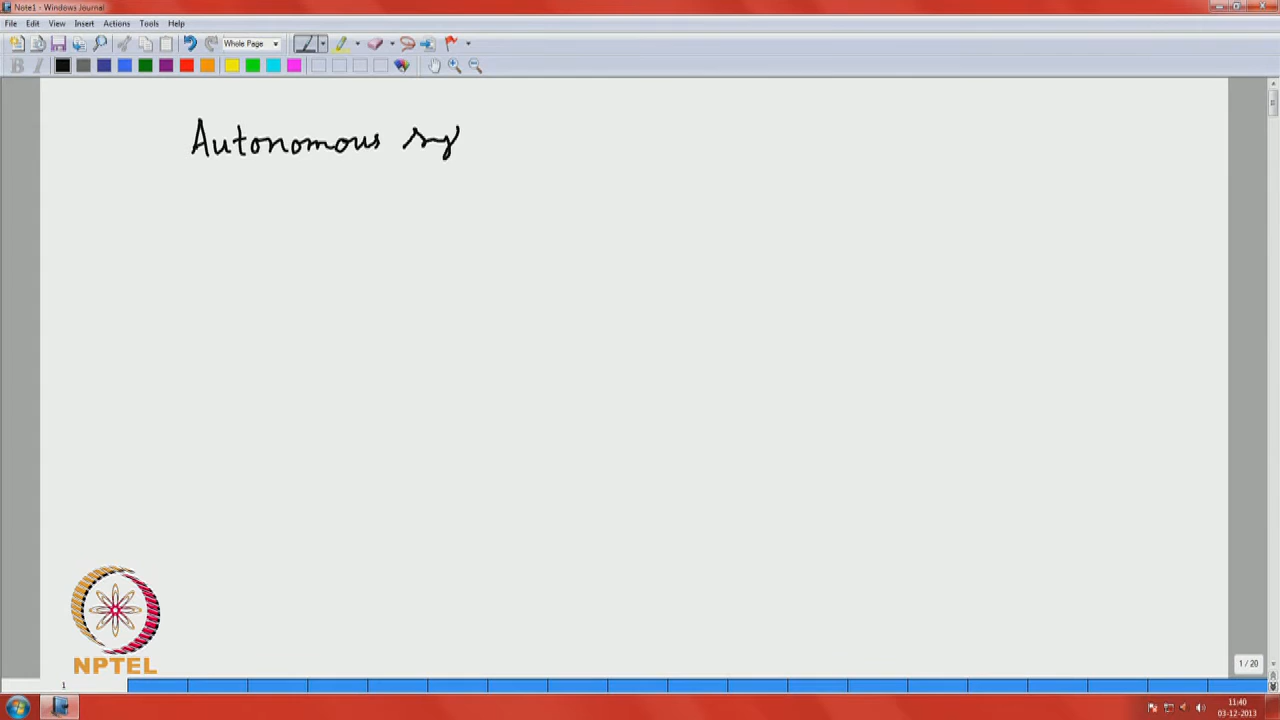 Note1 - Windows Journal
File Edit View Insert Actions Tools Help
Whole Page
B I
Autonomous sy
NPTEL
1 / 20
1
11:40
03-12-2013